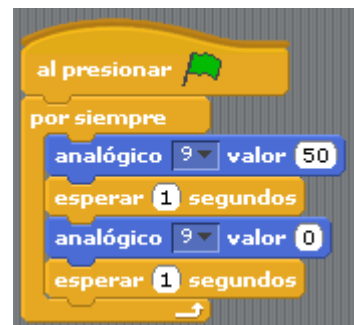 al presionar
por siempre
analógico 9 valor 50
esperar 1 segundos
analógico 9 valor 0
esperar 1 segundos